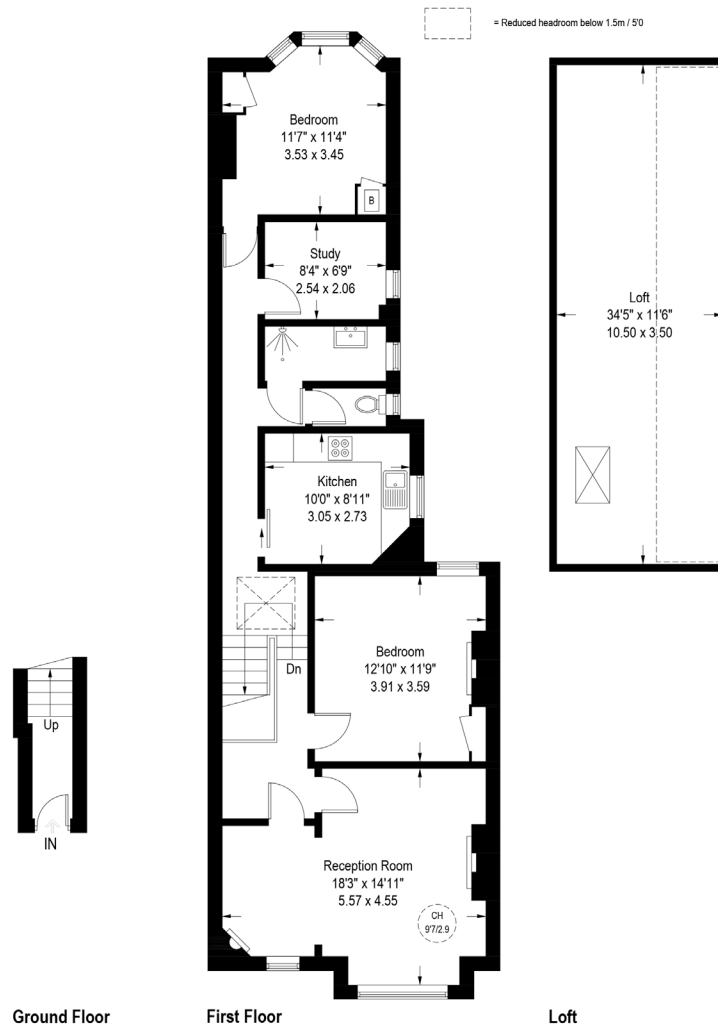 = Reduced headroom below 1.5m / 5'0
Bedroom
11'7" x 11'4"
3.53 x 3.45
B
Study
8'4" x 6'9"
2.54 x 2.06
Loft
34'5" x 11'6"
10.50 x 3.50
Kitchen
10'0" x 8'11"
3.05 x 2.73
Bedroom
12'10" x 11'9"
3.91 x 3.59
Dn
Up
IN
Reception Room
18'3" x 14'11"
5.57 x 4.55
CH
9'7/2.9
Ground Floor
First Floor
Loft